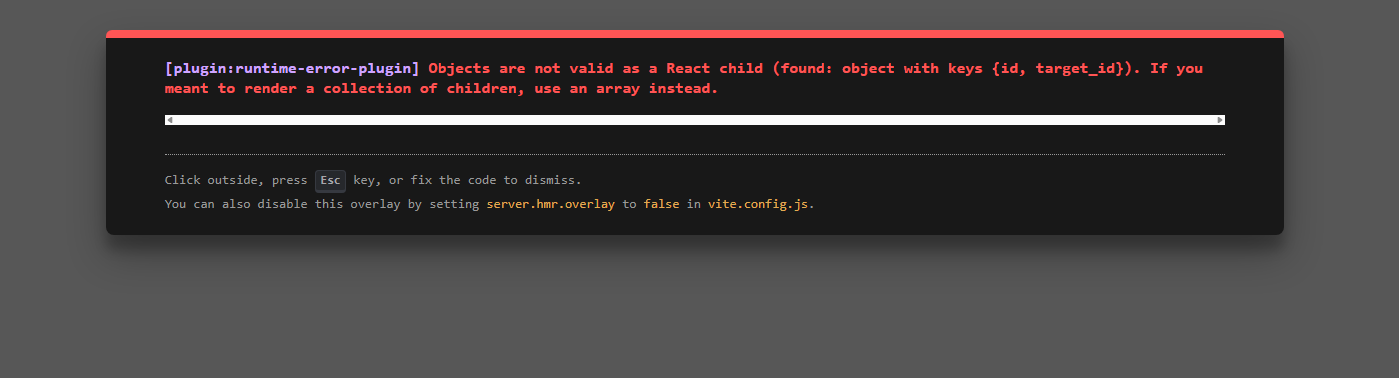 [plugin:runtime-error-plugin] Objects are not valid as a React child (found: object with keys {id, target_id}). If you
meant to render a collection of children, use an array instead.
Click outside, press Esc key, or fix the code to dismiss.
You can also disable this overlay by setting server.hmr.overlay to false in vite.config.js.